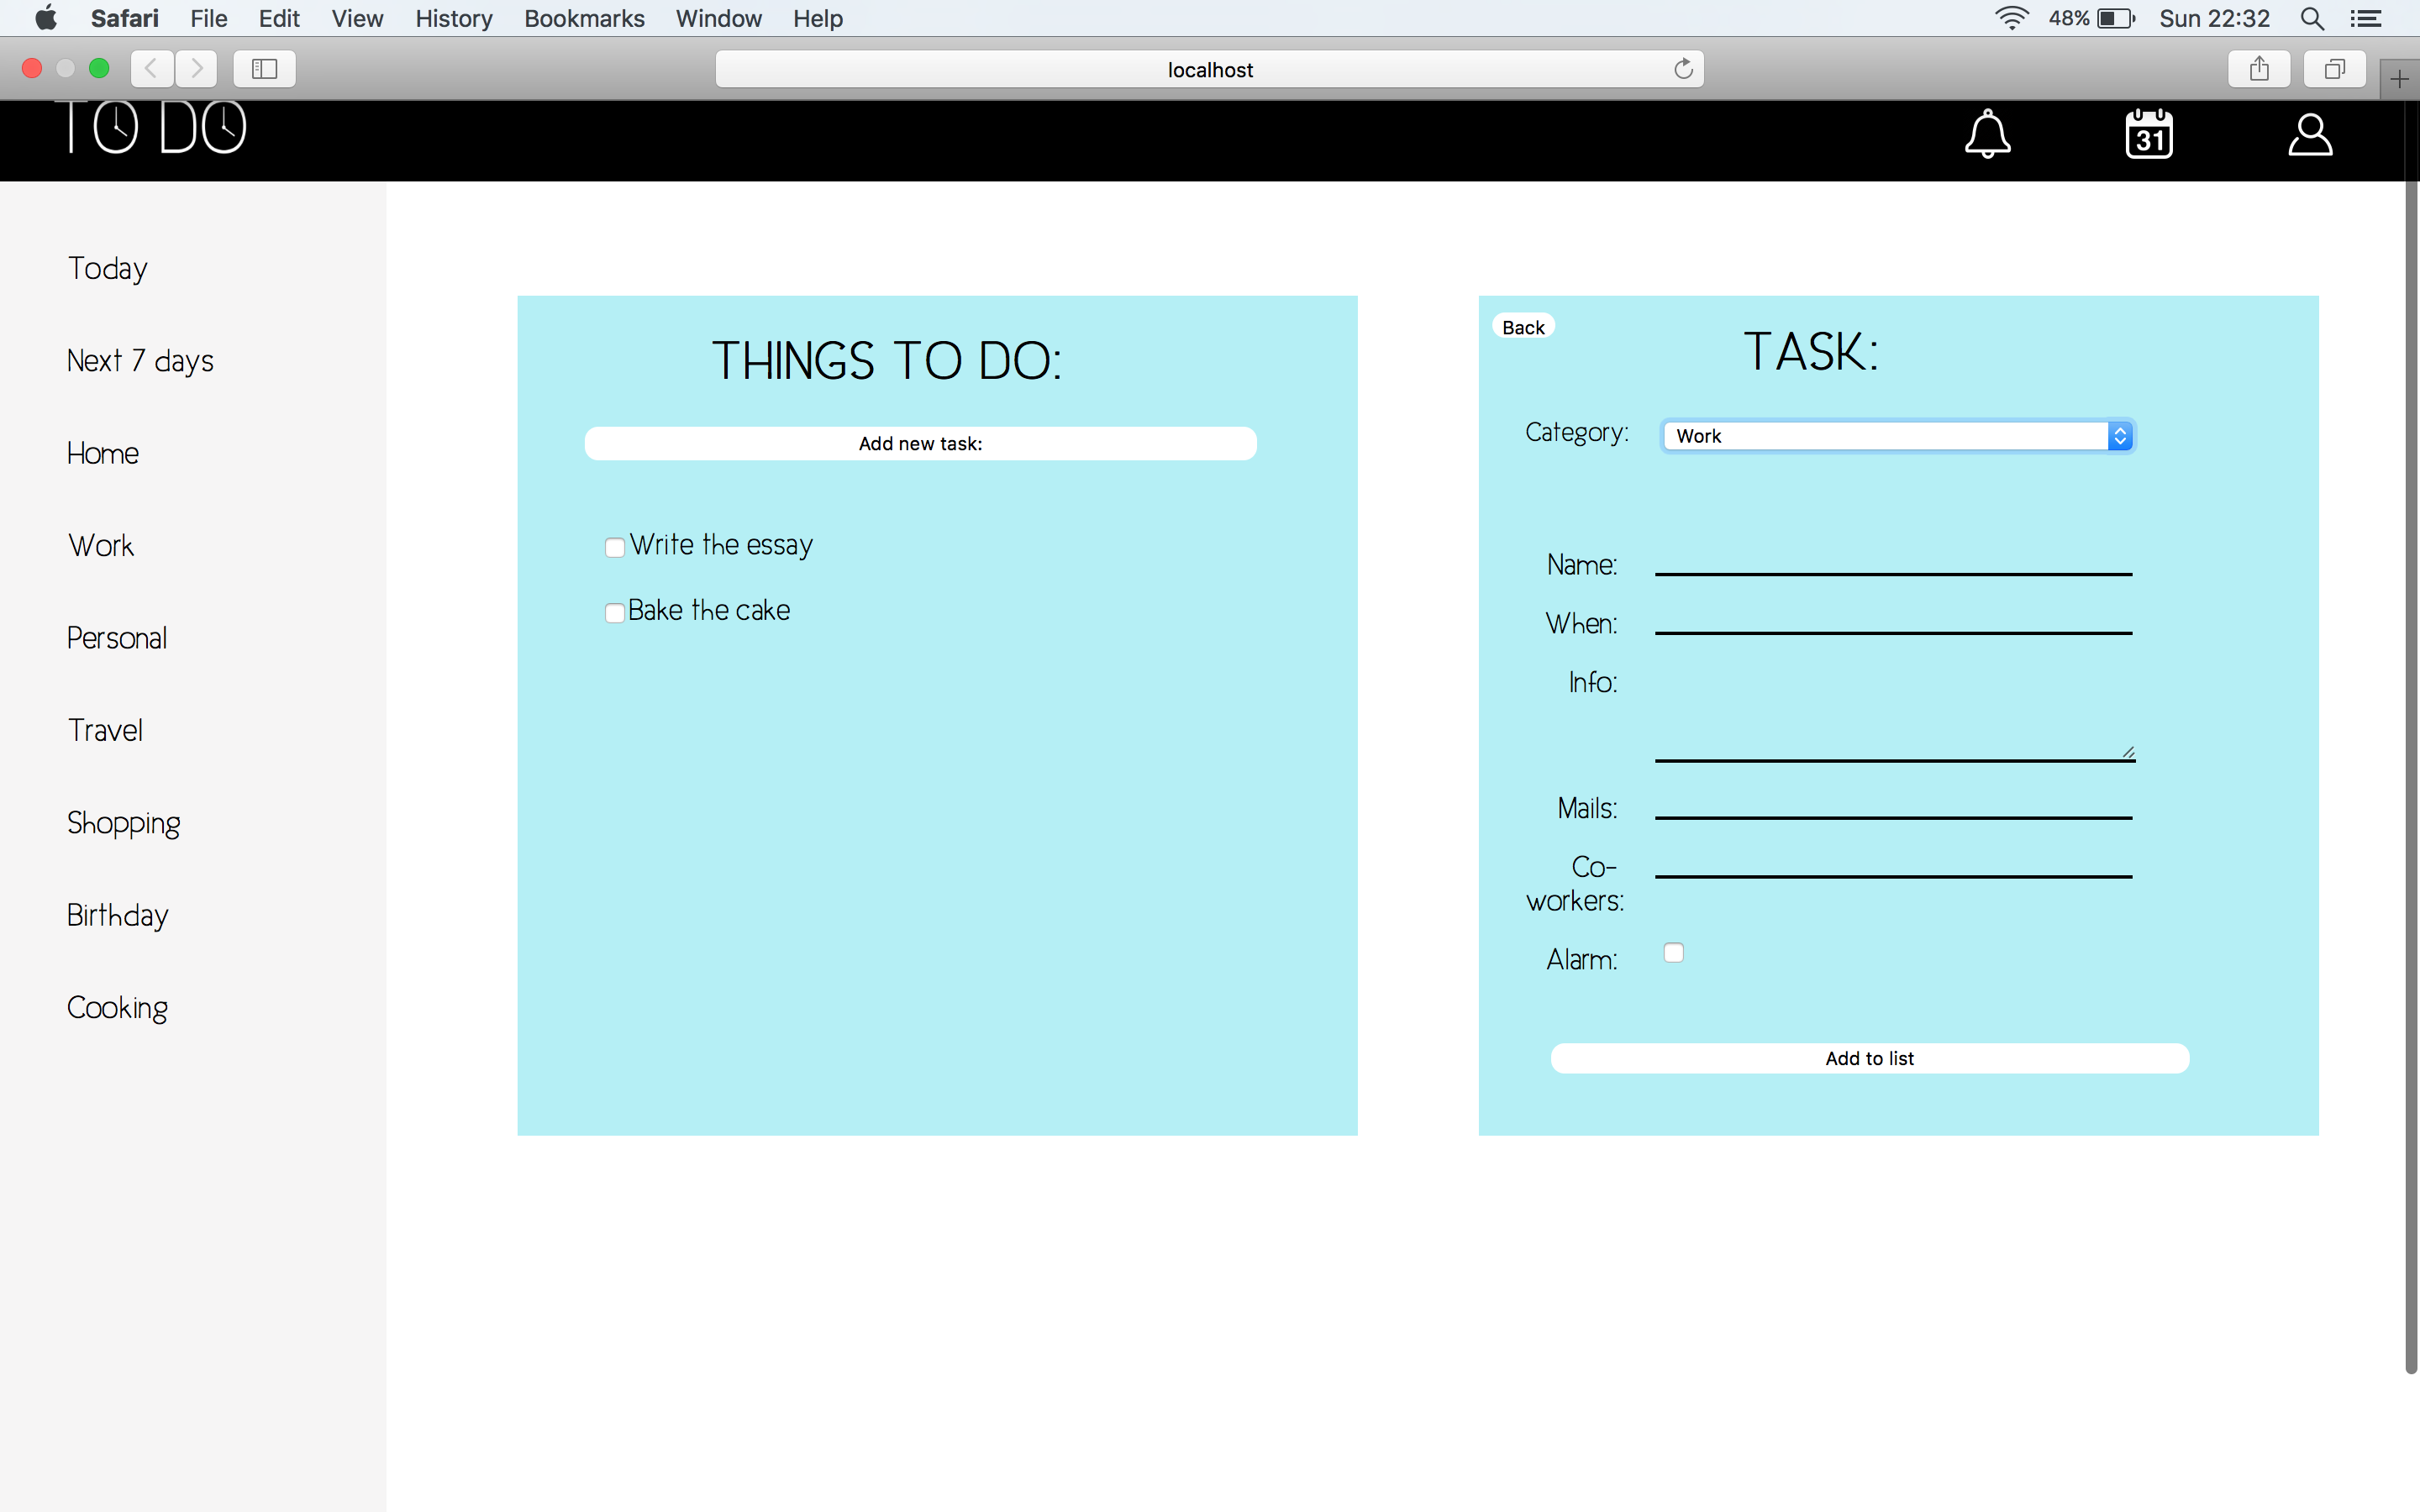 Safari File Edit View History Bookmarks Window Help 48% Sun 22:32
localhost
TO DO
31
Today
Next 7 days
Home
Work
Personal
Travel
Shopping
Birthday
Cooking
THINGS TO DO:
Add new task:
Write the essay
Bake the cake
Back
TASK:
Category: Work
Name:
When:
Info:
Mails:
Co-
workers:
Alarm:
Add to list